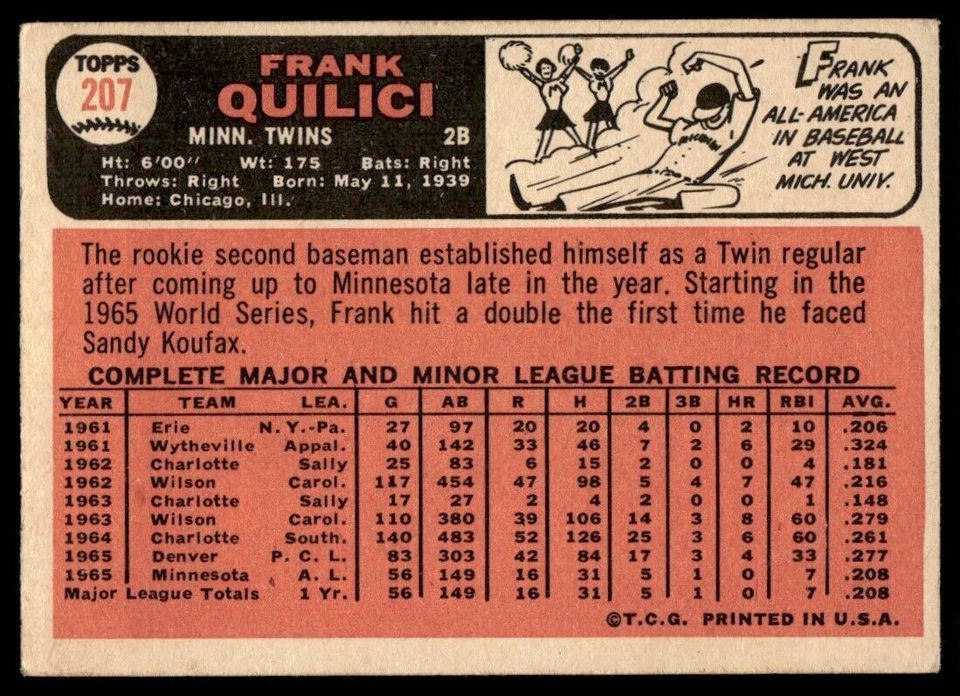 TOPPS
207
FRANK
QUILICI
MINN. TWINS 2B
Ht: 6'00" Wt: 175 Bats: Right
Throws: Right Born: May 11, 1939
Home: Chicago, Ill.
FRANK
WAS AN
ALL-AMERICA
IN BASEBALL
AT WEST
MICH. UNIV.
The rookie second baseman established himself as a Twin regular
after coming up to Minnesota late in the year. Starting in the
1965 World Series, Frank hit a double the first time he faced
Sandy Koufax.
COMPLETE MAJOR AND MINOR LEAGUE BATTING RECORD
YEAR TEAM LEA. G AB R H 2B 3B HR RBI AVG.
1961 Erie N.Y.-Pa. 27 97 20 20 4 0 2 10 .206
1961 Wytheville Appal. 40 142 33 46 7 2 6 29 .324
1962 Charlotte Sally 25 83 6 15 2 0 0 4 .181
1962 Wilson Carol. 117 454 47 98 5 4 7 47 .216
1963 Charlotte Sally 17 27 2 4 2 0 0 1 .148
1963 Wilson Carol. 110 380 39 106 14 3 8 60 .279
1964 Charlotte South. 140 483 52 126 25 3 6 60 .261
1965 Denver P.C.L. 83 303 42 84 17 3 4 33 .277
1965 Minnesota A.L. 56 149 16 31 5 1 0 7 .208
Major League Totals 1 Yr. 56 149 16 31 5 1 0 7 .208
©T.C.G. PRINTED IN U.S.A.